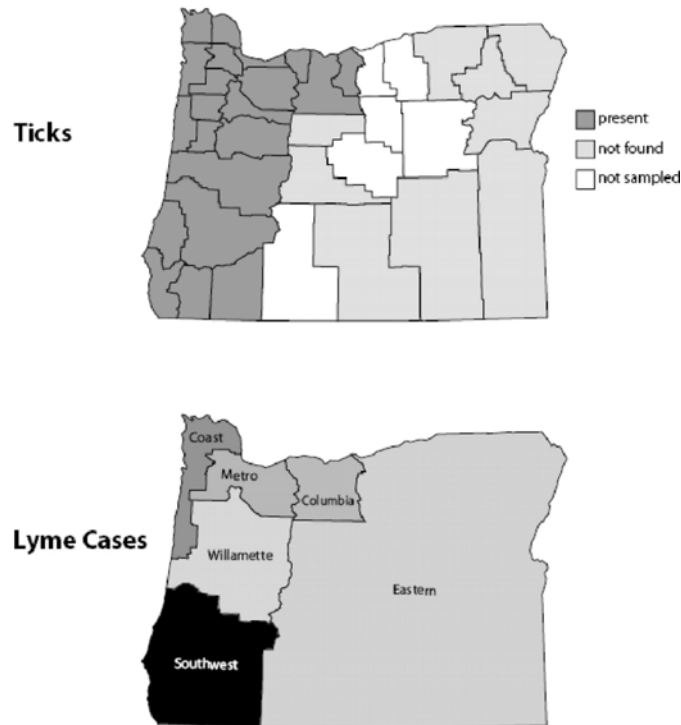 Ticks
present
not found
not sampled
Lyme Cases
Coast
Metro
Columbia
Willamette
Eastern
Southwest